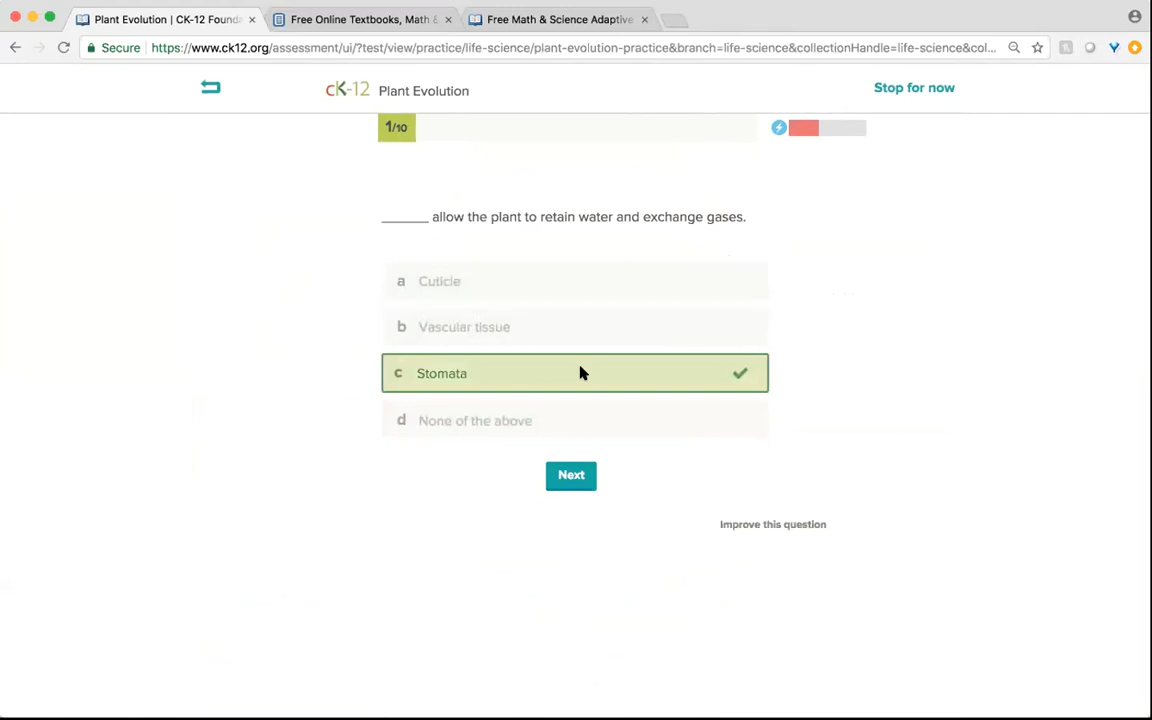 Plant Evolution | CK-12 Founda
Free Online Textbooks, Math &
Free Math & Science Adaptive
Secure
https://www.ck12.org/assessment/ui/?test/view/practice/life-science/plant-evolution-practice&branch=life-science&collectionHandle=life-science&col...
cK-12 Plant Evolution
Stop for now
1/10
______ allow the plant to retain water and exchange gases.
a Cuticle
b Vascular tissue
c Stomata
d None of the above
Next
Improve this question